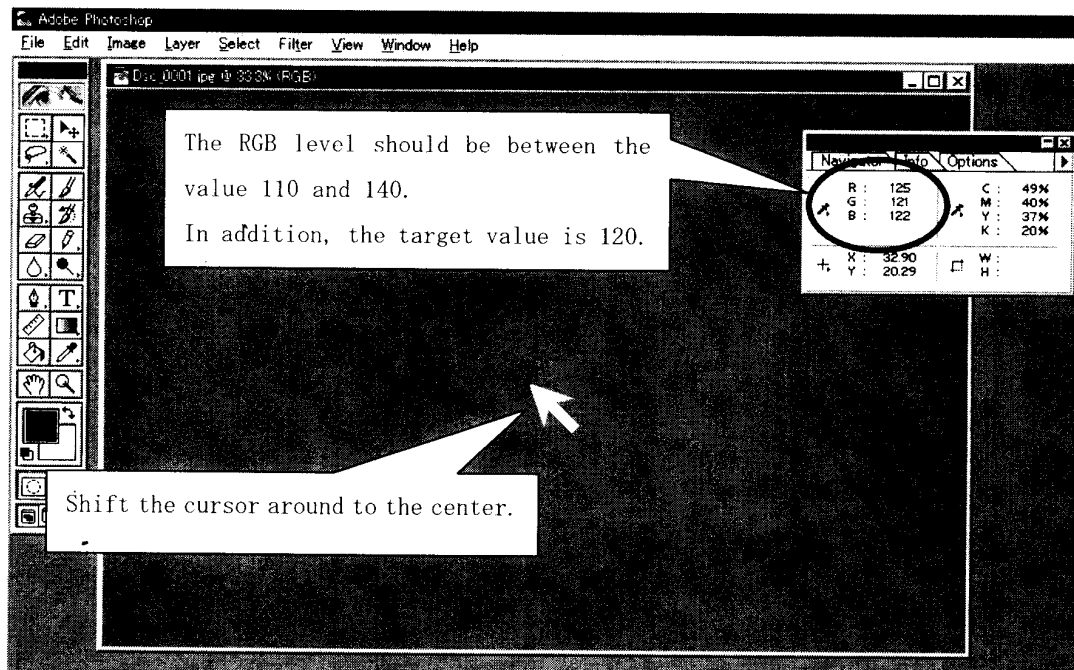 Adobe Photoshop
File Edit Image Layer Select Filter View Window Help
Dsc_0001.jpg @ 33.3% (RGB)
The RGB level should be between the
value 110 and 140.
In addition, the target value is 120.
Navigator Info Options
R : 125 C : 49%
G : 121 M : 40%
B : 122 Y : 37%
K : 20%
X : 32.90 W :
Y : 20.29 H :
Shift the cursor around to the center.